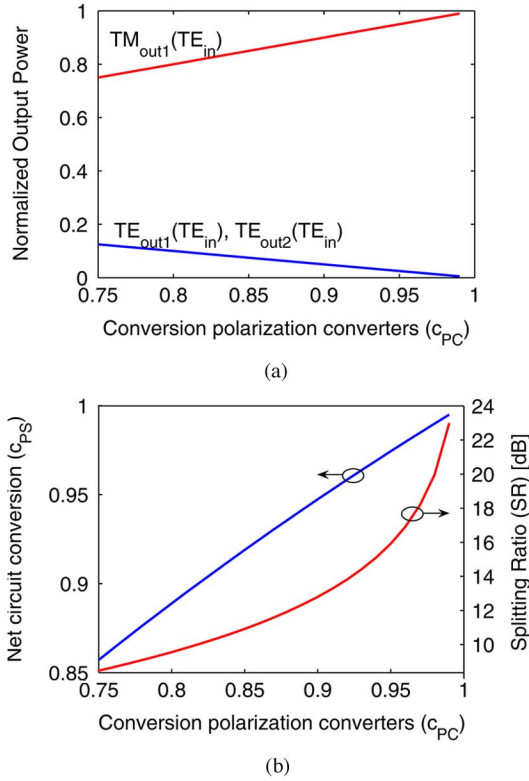 Normalized Output Power
1
0.8
0.6
0.4
0.2
0
TM_out1(TE_in)
TE_out1(TE_in), TE_out2(TE_in)
0.75 0.8 0.85 0.9 0.95 1
Conversion polarization converters (c_PC)
(a)
Net circuit conversion (c_PS)
1
0.95
0.9
0.85
24
22
20
18
16
14
12
10
Splitting Ratio (SR) [dB]
0.75 0.8 0.85 0.9 0.95 1
Conversion polarization converters (c_PC)
(b)